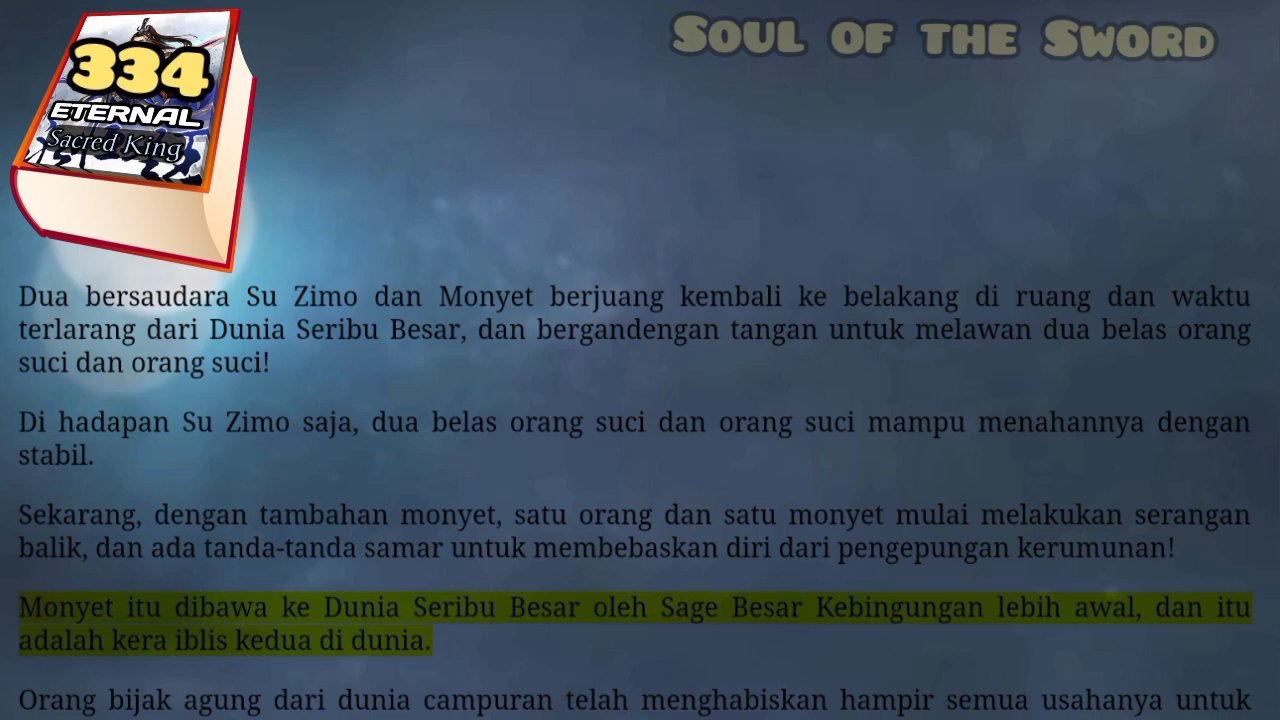 Soul of the Sword
334
ETERNAL
Sacred King
Dua bersaudara Su Zimo dan Monyet berjuang kembali ke belakang di ruang dan waktu
terlarang dari Dunia Seribu Besar, dan bergandengan tangan untuk melawan dua belas orang
suci dan orang suci!
Di hadapan Su Zimo saja, dua belas orang suci dan orang suci mampu menahannya dengan
stabil.
Sekarang, dengan tambahan monyet, satu orang dan satu monyet mulai melakukan serangan
balik, dan ada tanda-tanda samar untuk membebaskan diri dari pengepungan kerumunan!
Monyet itu dibawa ke Dunia Seribu Besar oleh Sage Besar Kebingungan lebih awal, dan itu
adalah kera iblis kedua di dunia.
Orang bijak agung dari dunia campuran telah menghabiskan hampir semua usahanya untuk